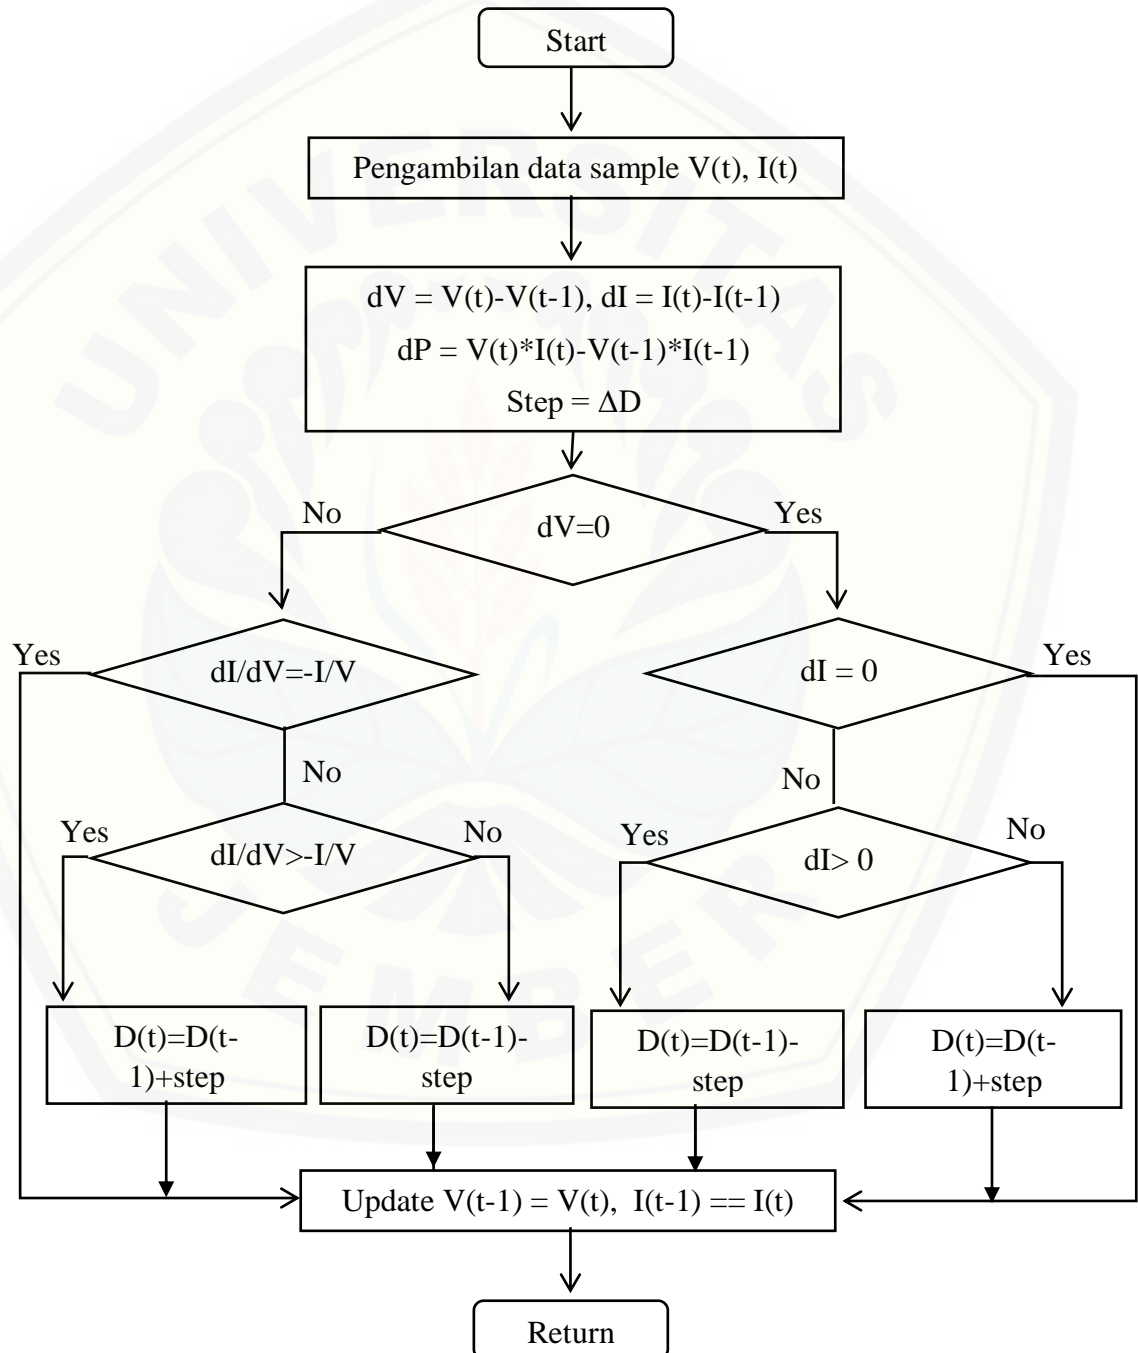 Start
Pengambilan data sample V(t), I(t)
dV = V(t)-V(t-1), dI = I(t)-I(t-1)
dP = V(t)*I(t)-V(t-1)*I(t-1)
Step = ΔD
No
dV=0
Yes
Yes
dI/dV=-I/V
dI = 0
Yes
No
No
Yes
dI/dV>-I/V
No
Yes
dI> 0
No
D(t)=D(t-
1)+step
D(t)=D(t-1)-
step
D(t)=D(t-1)-
step
D(t)=D(t-
1)+step
Update V(t-1) = V(t), I(t-1) == I(t)
Return
UNIVERSITAS
JEMBER